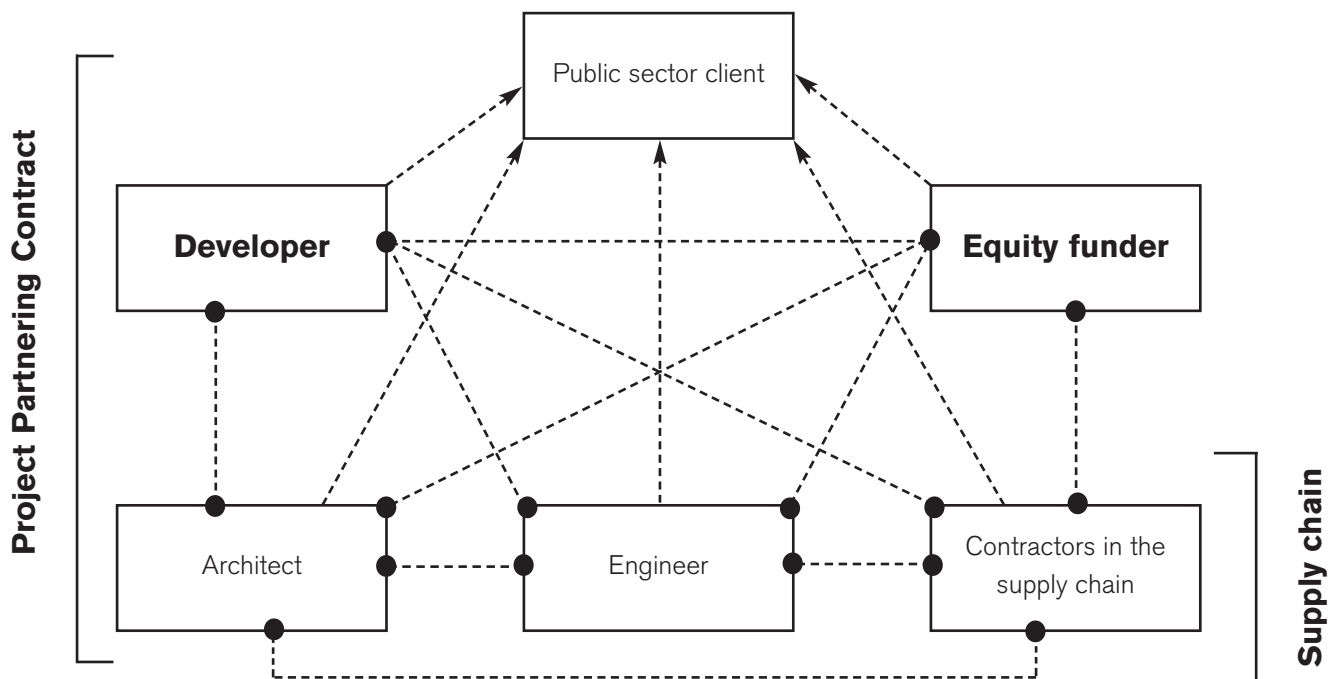 Project Partnering Contract
Public sector client
Developer
Equity funder
Architect
Engineer
Contractors in the
supply chain
Supply chain